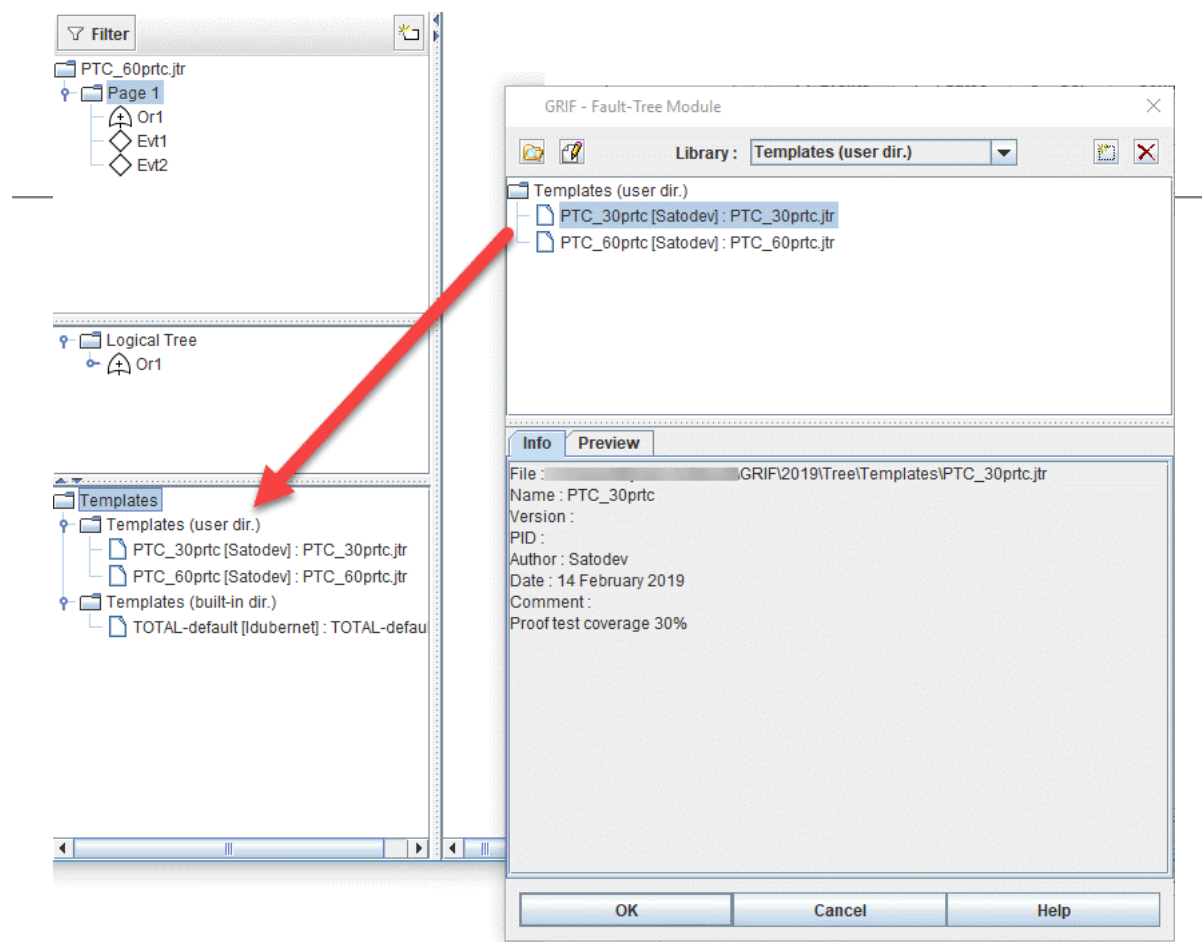 Filter
PTC_60prtc.jtr
Page 1
Or1
Evt1
Evt2
Logical Tree
Or1
Templates
Templates (user dir.)
PTC_30prtc [Satodev] : PTC_30prtc.jtr
PTC_60prtc [Satodev] : PTC_60prtc.jtr
Templates (built-in dir.)
TOTAL-default [ldubernet] : TOTAL-defau
GRIF - Fault-Tree Module
Library : Templates (user dir.)
Templates (user dir.)
PTC_30prtc [Satodev] : PTC_30prtc.jtr
PTC_60prtc [Satodev] : PTC_60prtc.jtr
Info Preview
File : \GRIF\2019\Tree\Templates\PTC_30prtc.jtr
Name : PTC_30prtc
Version :
PID :
Author : Satodev
Date : 14 February 2019
Comment :
Proof test coverage 30%
OK Cancel Help